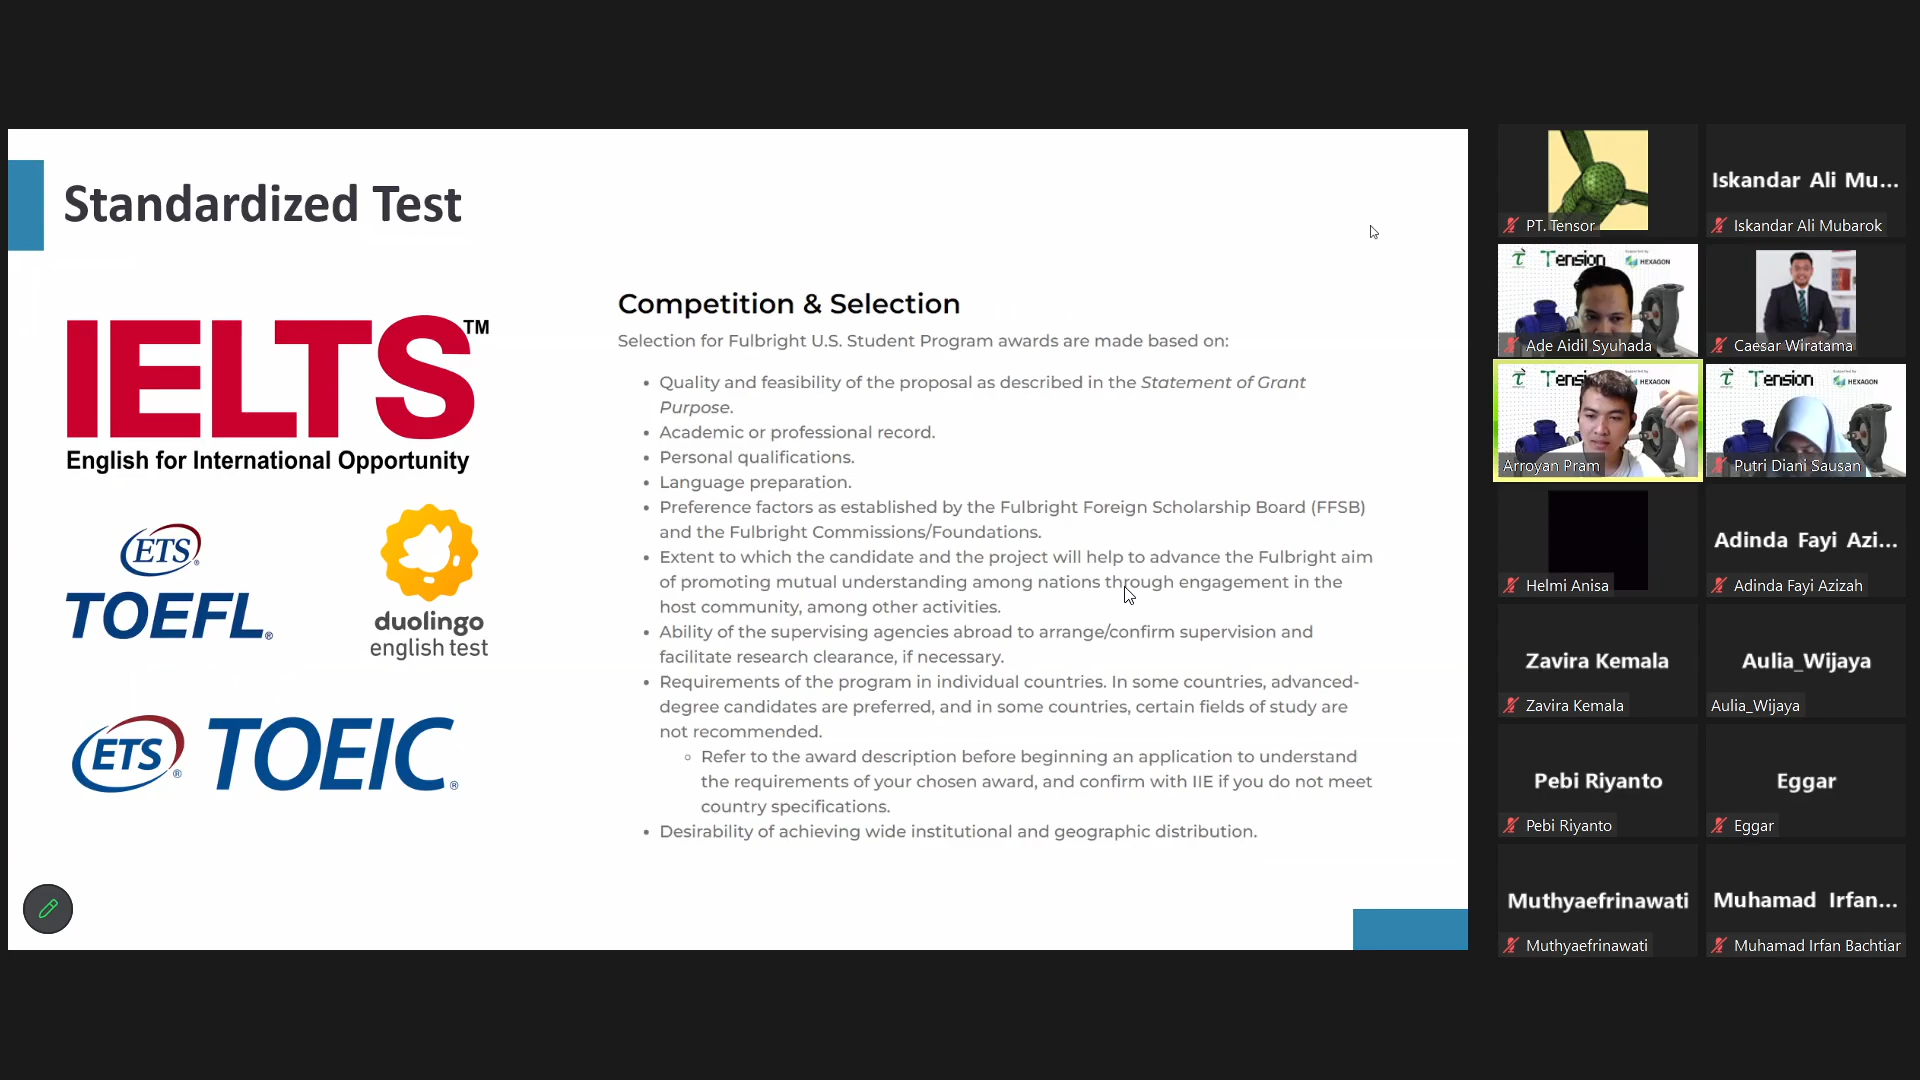 Standardized Test
IELTS™
English for International Opportunity
ETS®
TOEFL®
duolingo
english test
ETS® TOEIC®
Competition & Selection
Selection for Fulbright U.S. Student Program awards are made based on:
• Quality and feasibility of the proposal as described in the Statement of Grant
Purpose.
• Academic or professional record.
• Personal qualifications.
• Language preparation.
• Preference factors as established by the Fulbright Foreign Scholarship Board (FFSB)
and the Fulbright Commissions/Foundations.
• Extent to which the candidate and the project will help to advance the Fulbright aim
of promoting mutual understanding among nations through engagement in the
host community, among other activities.
• Ability of the supervising agencies abroad to arrange/confirm supervision and
facilitate research clearance, if necessary.
• Requirements of the program in individual countries. In some countries, advanced-
degree candidates are preferred, and in some countries, certain fields of study are
not recommended.
◦ Refer to the award description before beginning an application to understand
the requirements of your chosen award, and confirm with IIE if you do not meet
country specifications.
• Desirability of achieving wide institutional and geographic distribution.
PT. Tensor
Iskandar Ali Mu...
Iskandar Ali Mubarok
Tension
HEXAGON
Ade Aidil Syuhada
Caesar Wiratama
HEXAGON
Arroyan Pram
Tension
HEXAGON
Putri Diani Sausan
Helmi Anisa
Adinda Fayi Azi...
Adinda Fayi Azizah
Zavira Kemala
Zavira Kemala
Aulia_Wijaya
Aulia_Wijaya
Pebi Riyanto
Pebi Riyanto
Eggar
Eggar
Muthyaefrinawati
Muthyaefrinawati
Muhamad Irfan...
Muhamad Irfan Bachtiar